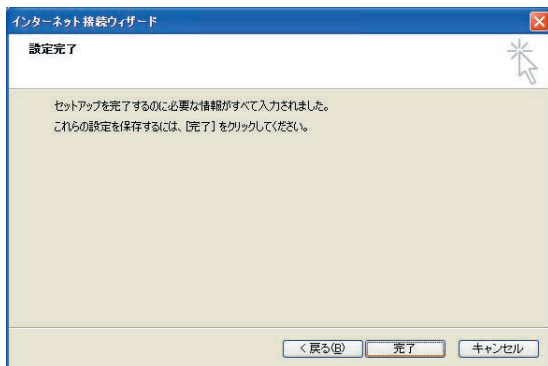 インターネット接続ウィザード
設定完了
セットアップを完了するのに必要な情報がすべて入力されました。
これらの設定を保存するには、[完了] をクリックしてください。
< 戻る(B)
完了
キャンセル